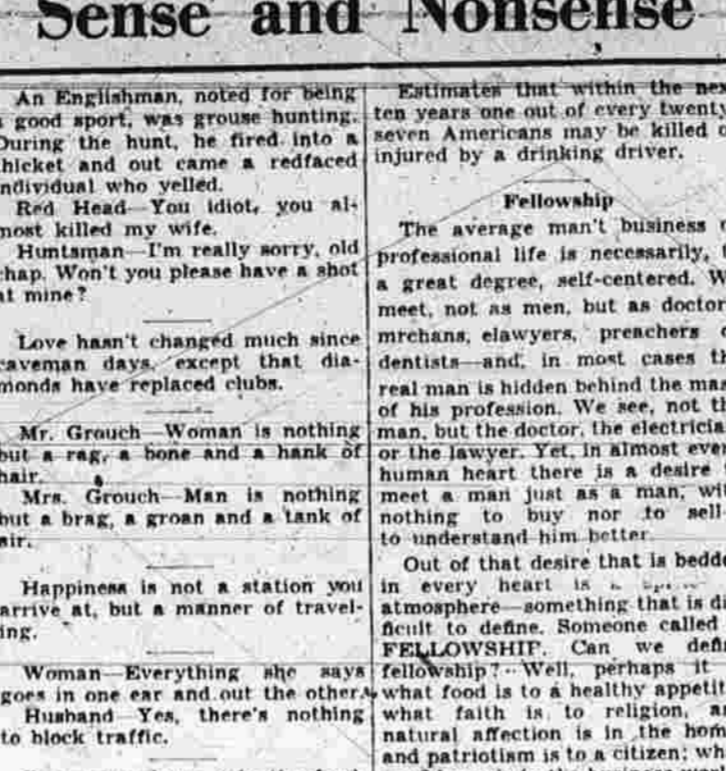 Sense and Nonsense
An Englishman, noted for being
good sport, was grouse hunting.
During the hunt, he fired into a
hicket and out came a redfaced
ndividual who yelled.
Red Head—You idiot, you al-
most killed my wife.
Huntsman—I'm really sorry, old
chap. Won't you please have a shot
at mine?
Love hasn't changed much since
caveman days, except that dia-
monds have replaced clubs.
Mr. Grouch—Woman is nothing
but a rag, a bone and a hank of
hair.
Mrs. Grouch—Man is nothing
but a brag, a groan and a tank of
air.
Happiness is not a station you
arrive at, but a manner of travel-
ing.
Woman—Everything she says
goes in one ear and out the other.
Husband—Yes, there's nothing
to block traffic.
Estimates that within the nex
ten years one out of every twenty
seven Americans may be killed o
injured by a drinking driver.
Fellowship
The average man't business
professional life is necessarily,
a great degree, self-centered. W
meet, not as men, but as doctor
mrchans, elawyers, preachers
dentists—and, in most cases th
real man is hidden behind the mas
of his profession. We see, not th
man, but the doctor, the electricia
or the lawyer. Yet, in almost ever
human heart there is a desire
meet a man just as a man, wit
nothing to buy nor to sell
to understand him better.
Out of that desire that is bedde
in every heart is a
atmosphere—something that is di
ficult to define. Someone called
FELLOWSHIP. Can we defi
fellowship? Well, perhaps it
what food is to a healthy appetit
what faith is to religion, a
natural affection is in the hom
and patriotism is to a citizen; wh